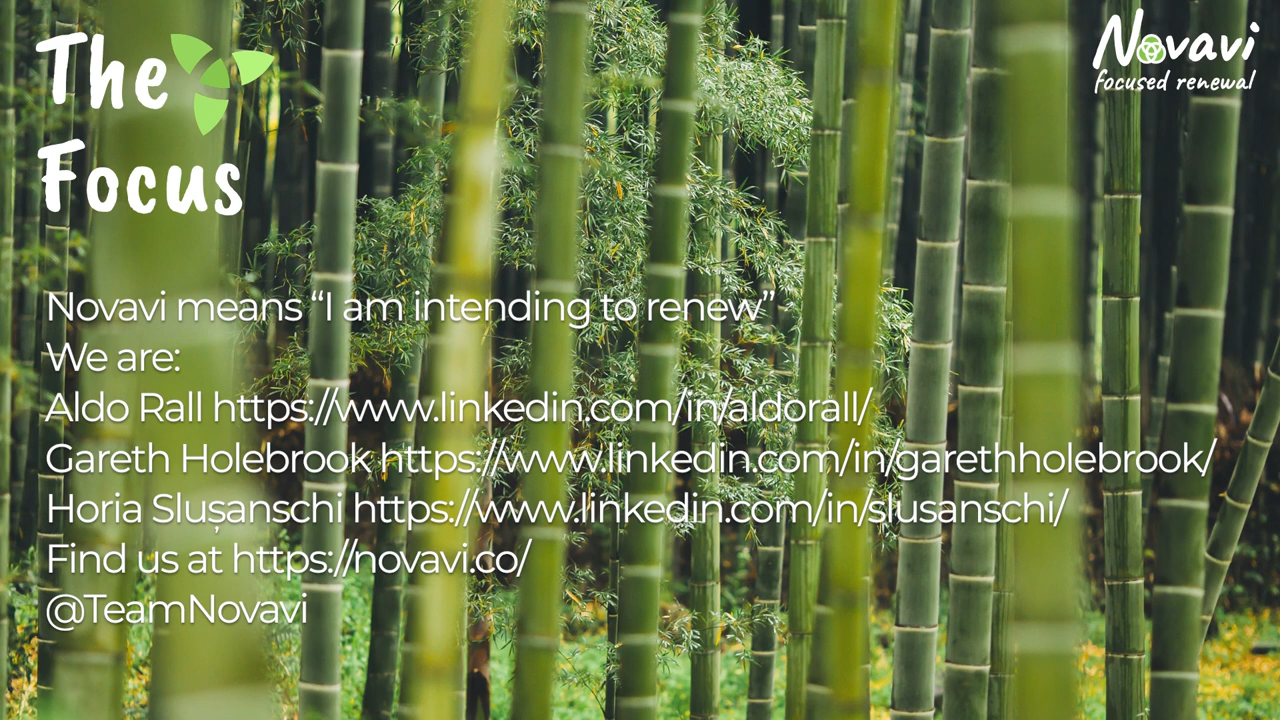 The
Focus
Novavi
focused renewal
Novavi means “I am intending to renew”
We are:
Aldo Rall https://www.linkedin.com/in/aldorall/
Gareth Holebrook https://www.linkedin.com/in/garethholebrook/
Horia Slușanschi https://www.linkedin.com/in/slusanschi/
Find us at https://novavi.co/
@TeamNovavi